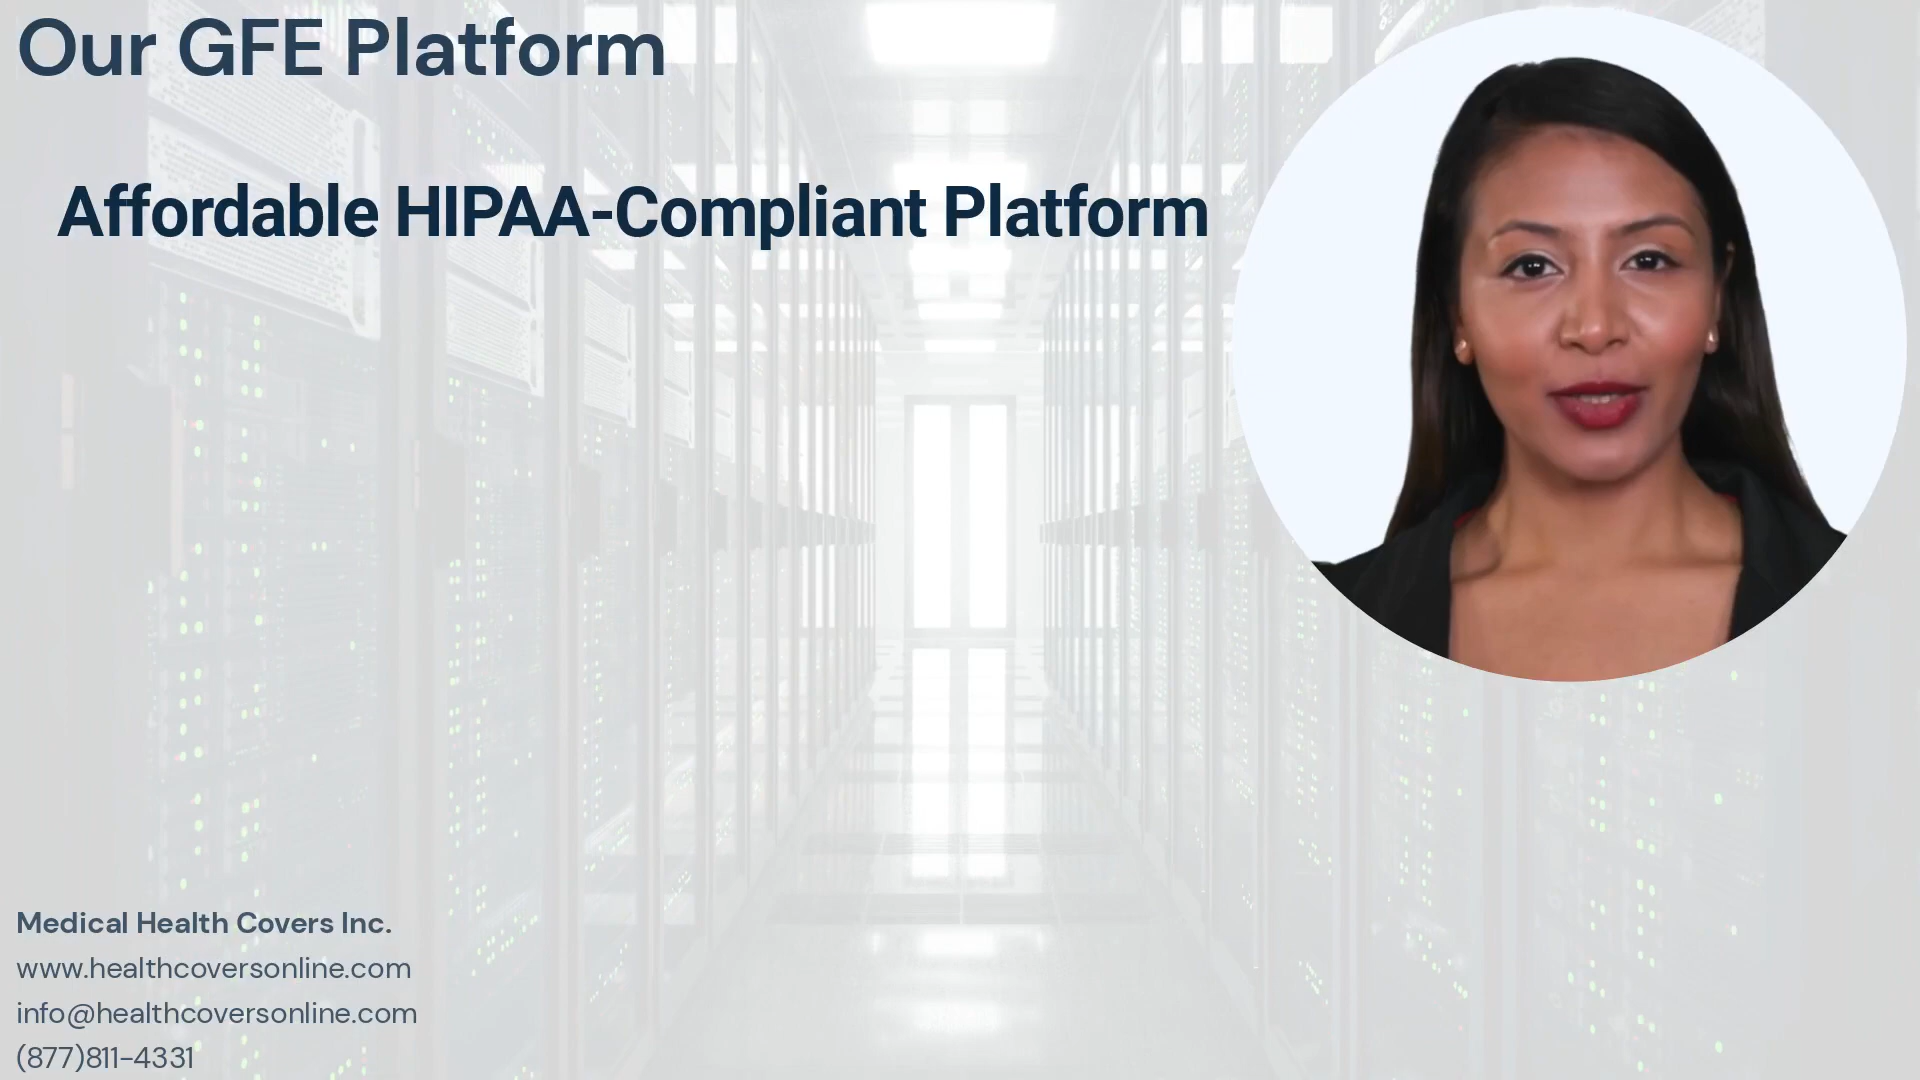 Our GFE Platform
Affordable HIPAA-Compliant Platform
Medical Health Covers Inc.
www.healthcoversonline.com
info@healthcoversonline.com
(877)811-4331